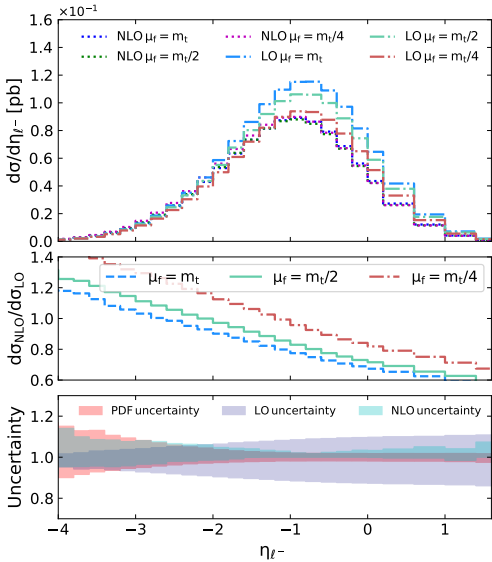 ×10⁻¹
1.6
1.4
1.2
1.0
0.8
0.6
0.4
0.2
0.0
dσ/dη_ℓ⁻ [pb]
NLO μ_f = m_t NLO μ_f = m_t/4 LO μ_f = m_t/2
NLO μ_f = m_t/2 LO μ_f = m_t LO μ_f = m_t/4
1.4
1.2
1.0
0.8
0.6
dσ_NLO/dσ_LO
μ_f = m_t μ_f = m_t/2 μ_f = m_t/4
1.2
1.0
0.8
Uncertainty
PDF uncertainty LO uncertainty NLO uncertainty
−4 −3 −2 −1 0 1
η_ℓ⁻